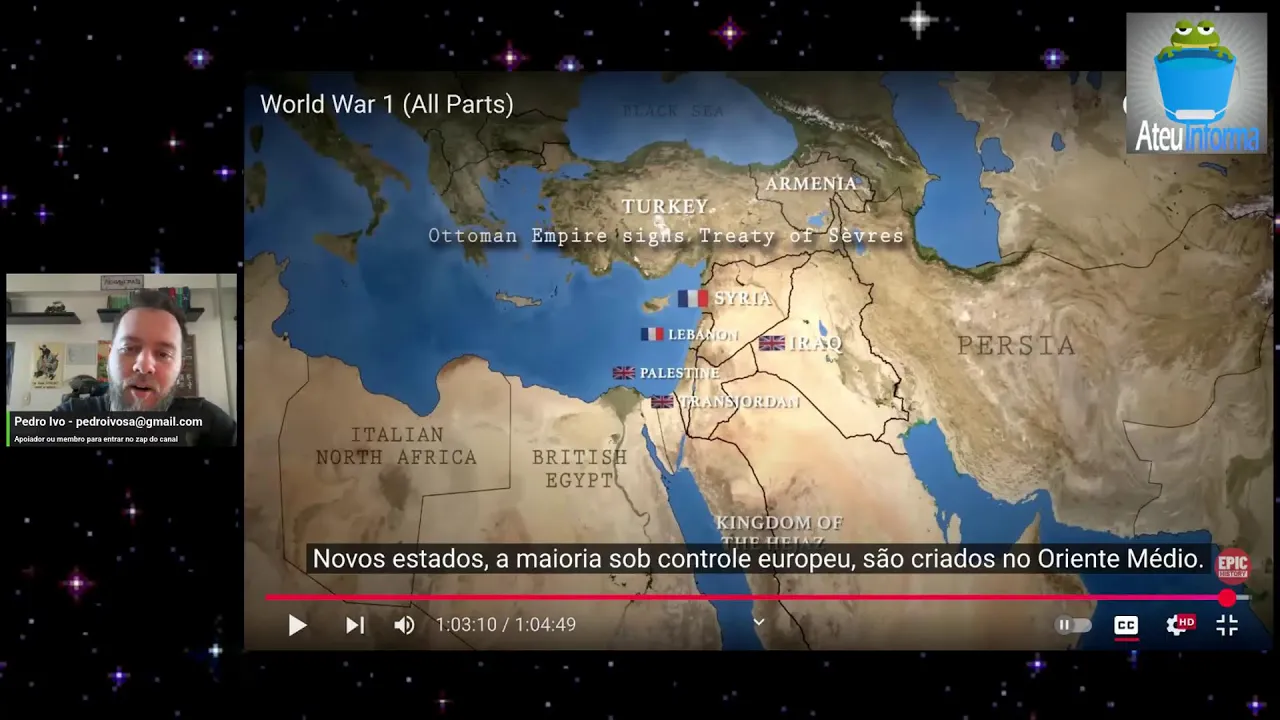 World War 1 (All Parts)
AteuInforma
BLACK SEA
ARMENIA
TURKEY
Ottoman Empire signs Treaty of Sèvres
SYRIA
LEBANON
IRAQ
PERSIA
PALESTINE
TRANSJORDAN
ITALIAN
NORTH AFRICA
BRITISH
EGYPT
KINGDOM OF
THE HEJAZ
Novos estados, a maioria sob controle europeu, são criados no Oriente Médio.
EPIC
HISTORY
1:03:10 / 1:04:49
CC
HD
Pedro Ivo - pedroivosa@gmail.com
Apoiador ou membro para entrar no zap do canal